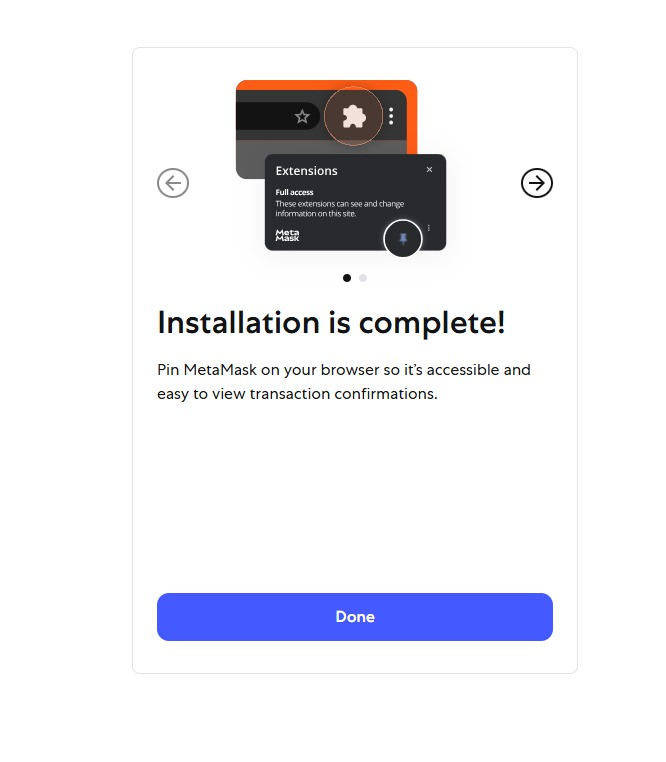 Extensions
Full access
These extensions can see and change
information on this site.
Meta
Mask
Installation is complete!
Pin MetaMask on your browser so it’s accessible and
easy to view transaction confirmations.
Done